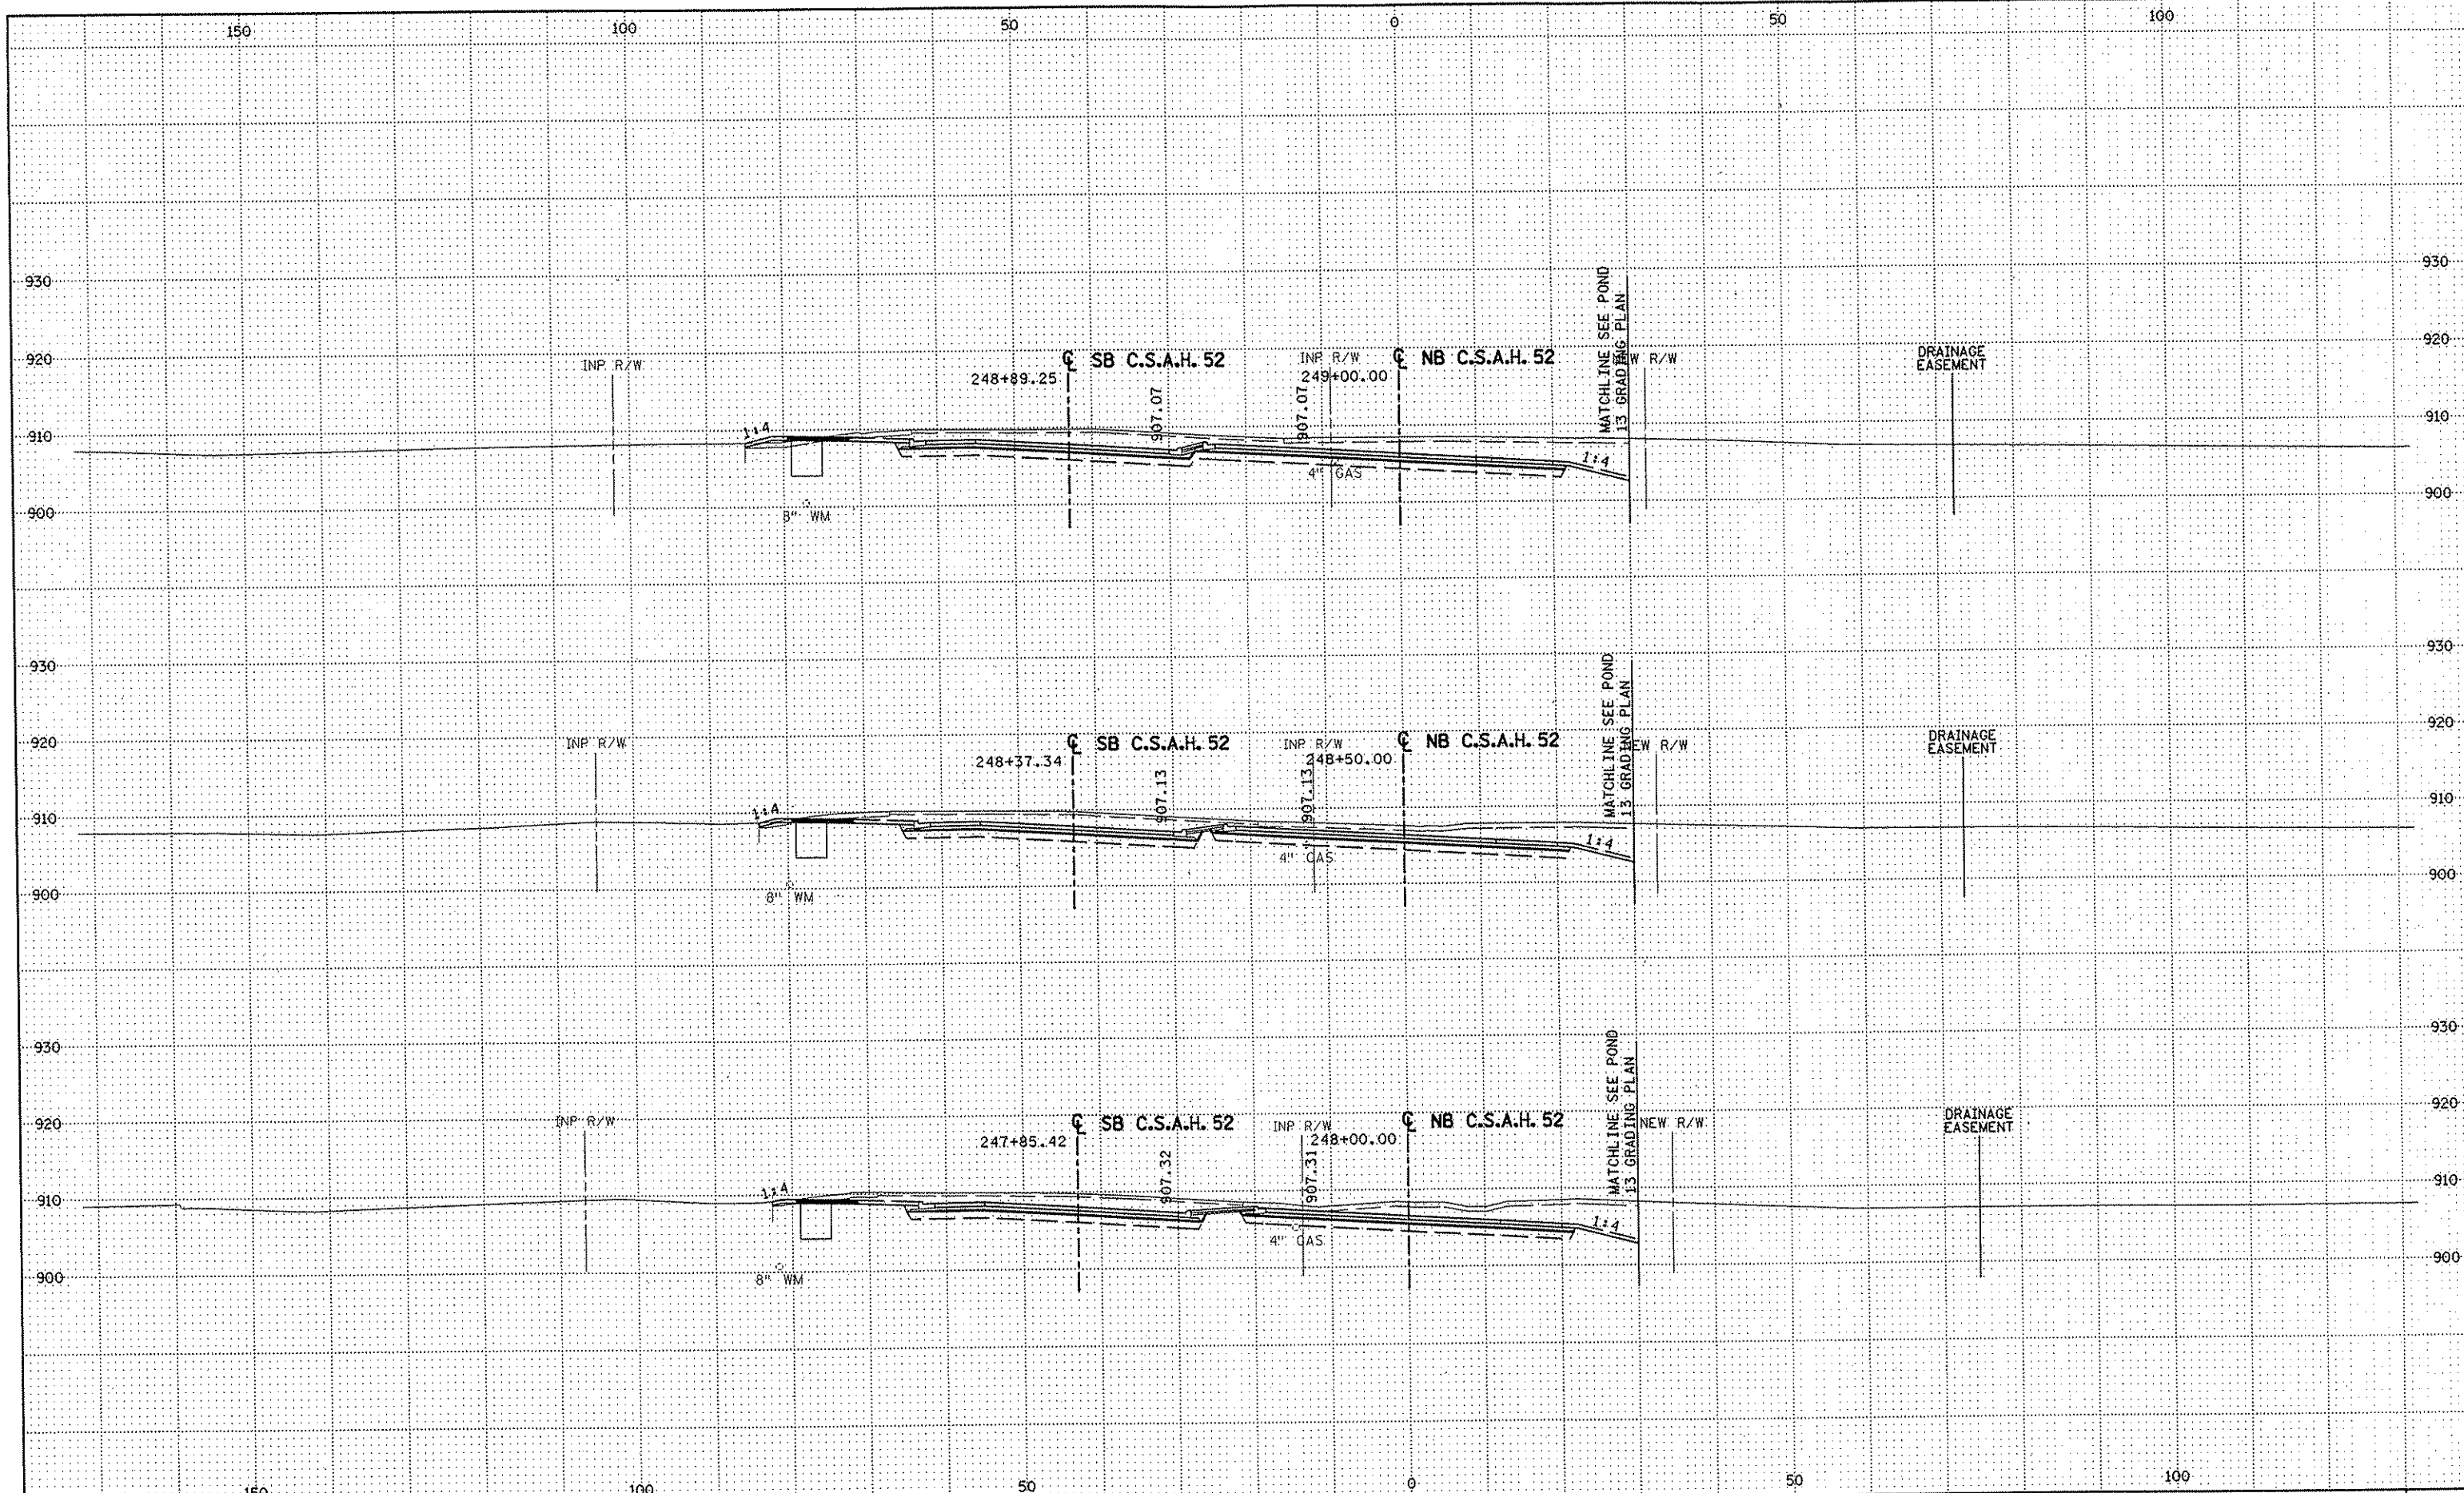 150 100 50 0 50 100
930 930
920 920
INP R/W
℄ SB C.S.A.H. 52
248+89.25
INP R/W
℄ NB C.S.A.H. 52
249+00.00
907.07
907.07
MATCHLINE SEE POND
13 GRADING PLAN
NEW R/W
DRAINAGE
EASEMENT
910 910
1:4
1:4
4" GAS
900 900
8" WM
930 930
920 920
INP R/W
℄ SB C.S.A.H. 52
248+37.34
INP R/W
℄ NB C.S.A.H. 52
248+50.00
907.13
907.13
MATCHLINE SEE POND
13 GRADING PLAN
NEW R/W
DRAINAGE
EASEMENT
910 910
1:4
1:4
4" GAS
900 900
8" WM
930 930
920 920
INP R/W
℄ SB C.S.A.H. 52
247+85.42
INP R/W
℄ NB C.S.A.H. 52
248+00.00
907.32
907.31
MATCHLINE SEE POND
13 GRADING PLAN
NEW R/W
DRAINAGE
EASEMENT
910 910
1:4
1:4
4" GAS
900 900
8" WM
150 100 50 0 50 100